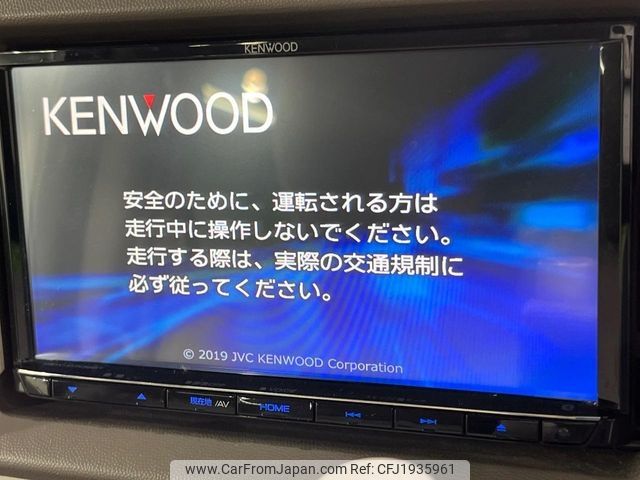 KENWOOD
KENWOOD
安全のために、運転される方は
走行中に操作しないでください。
走行する際は、実際の交通規制に
必ず従ってください。
© 2019 JVC KENWOOD Corporation
現在地 /AV HOME
www.CarFromJapan.com - CFJ1935961